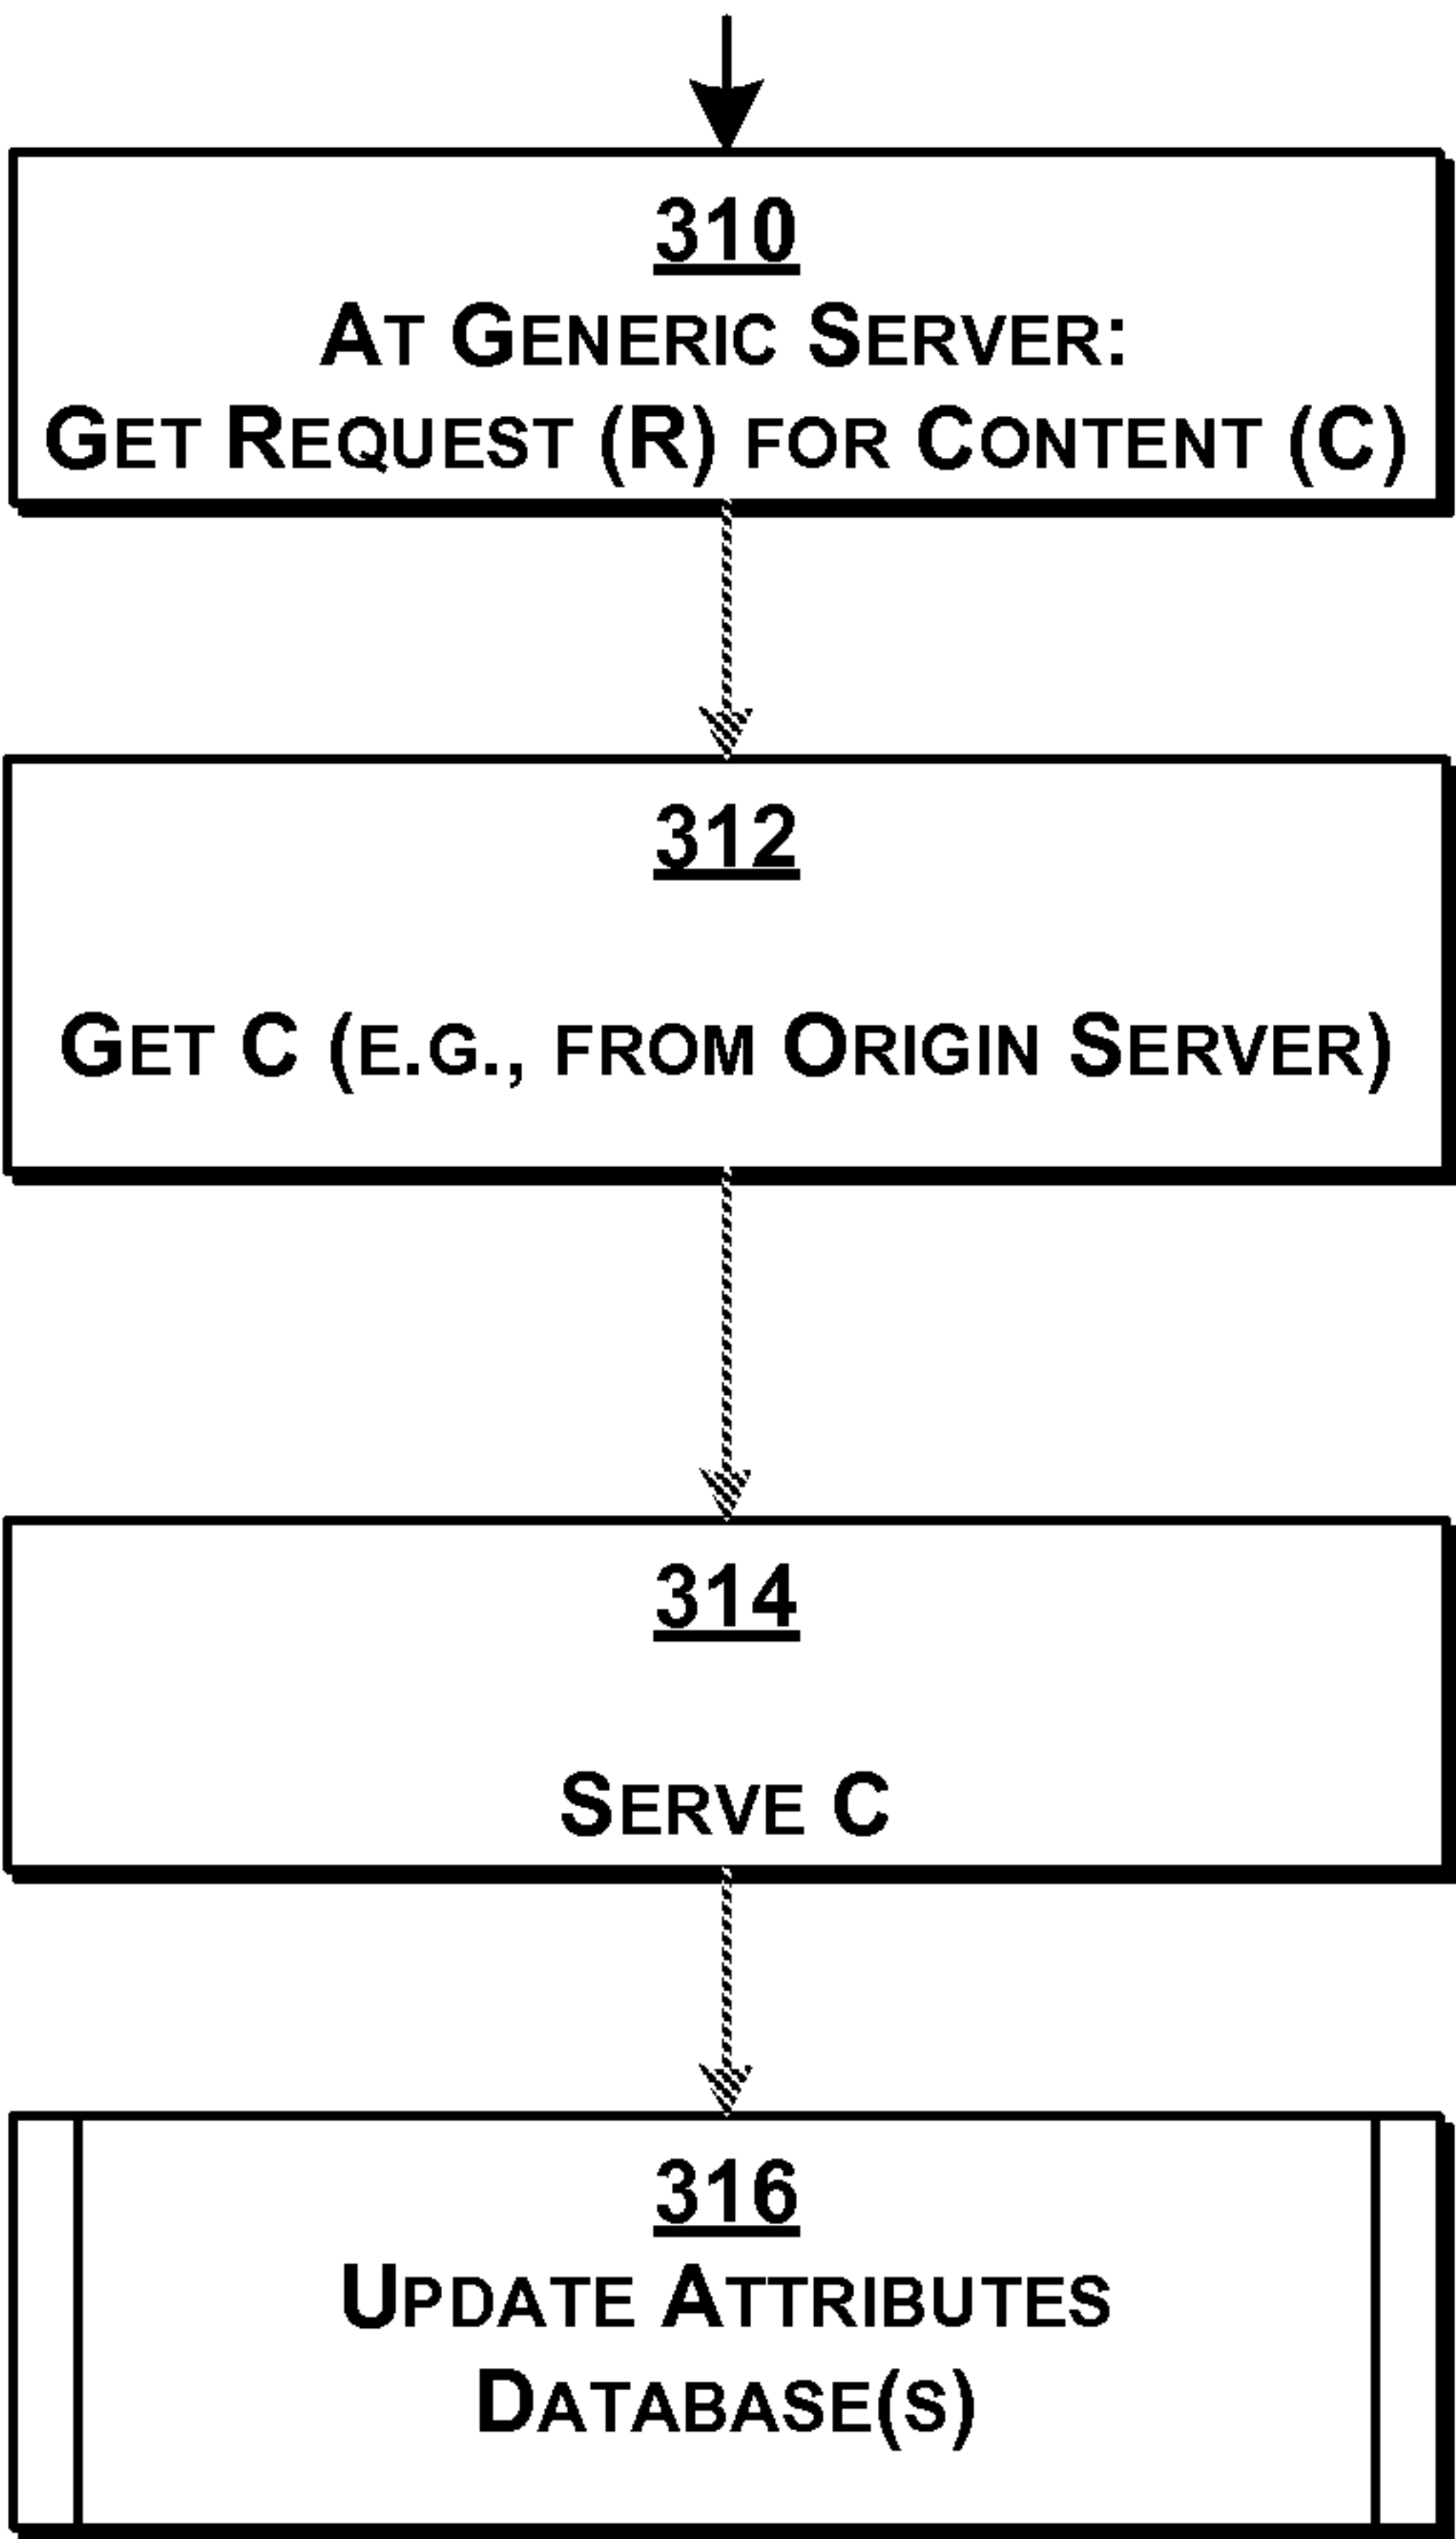 310
At Generic Server:
Get Request (R) for Content (C)
312
Get C (e.g., from Origin Server)
314
Serve C
316
Update Attributes
Database(s)